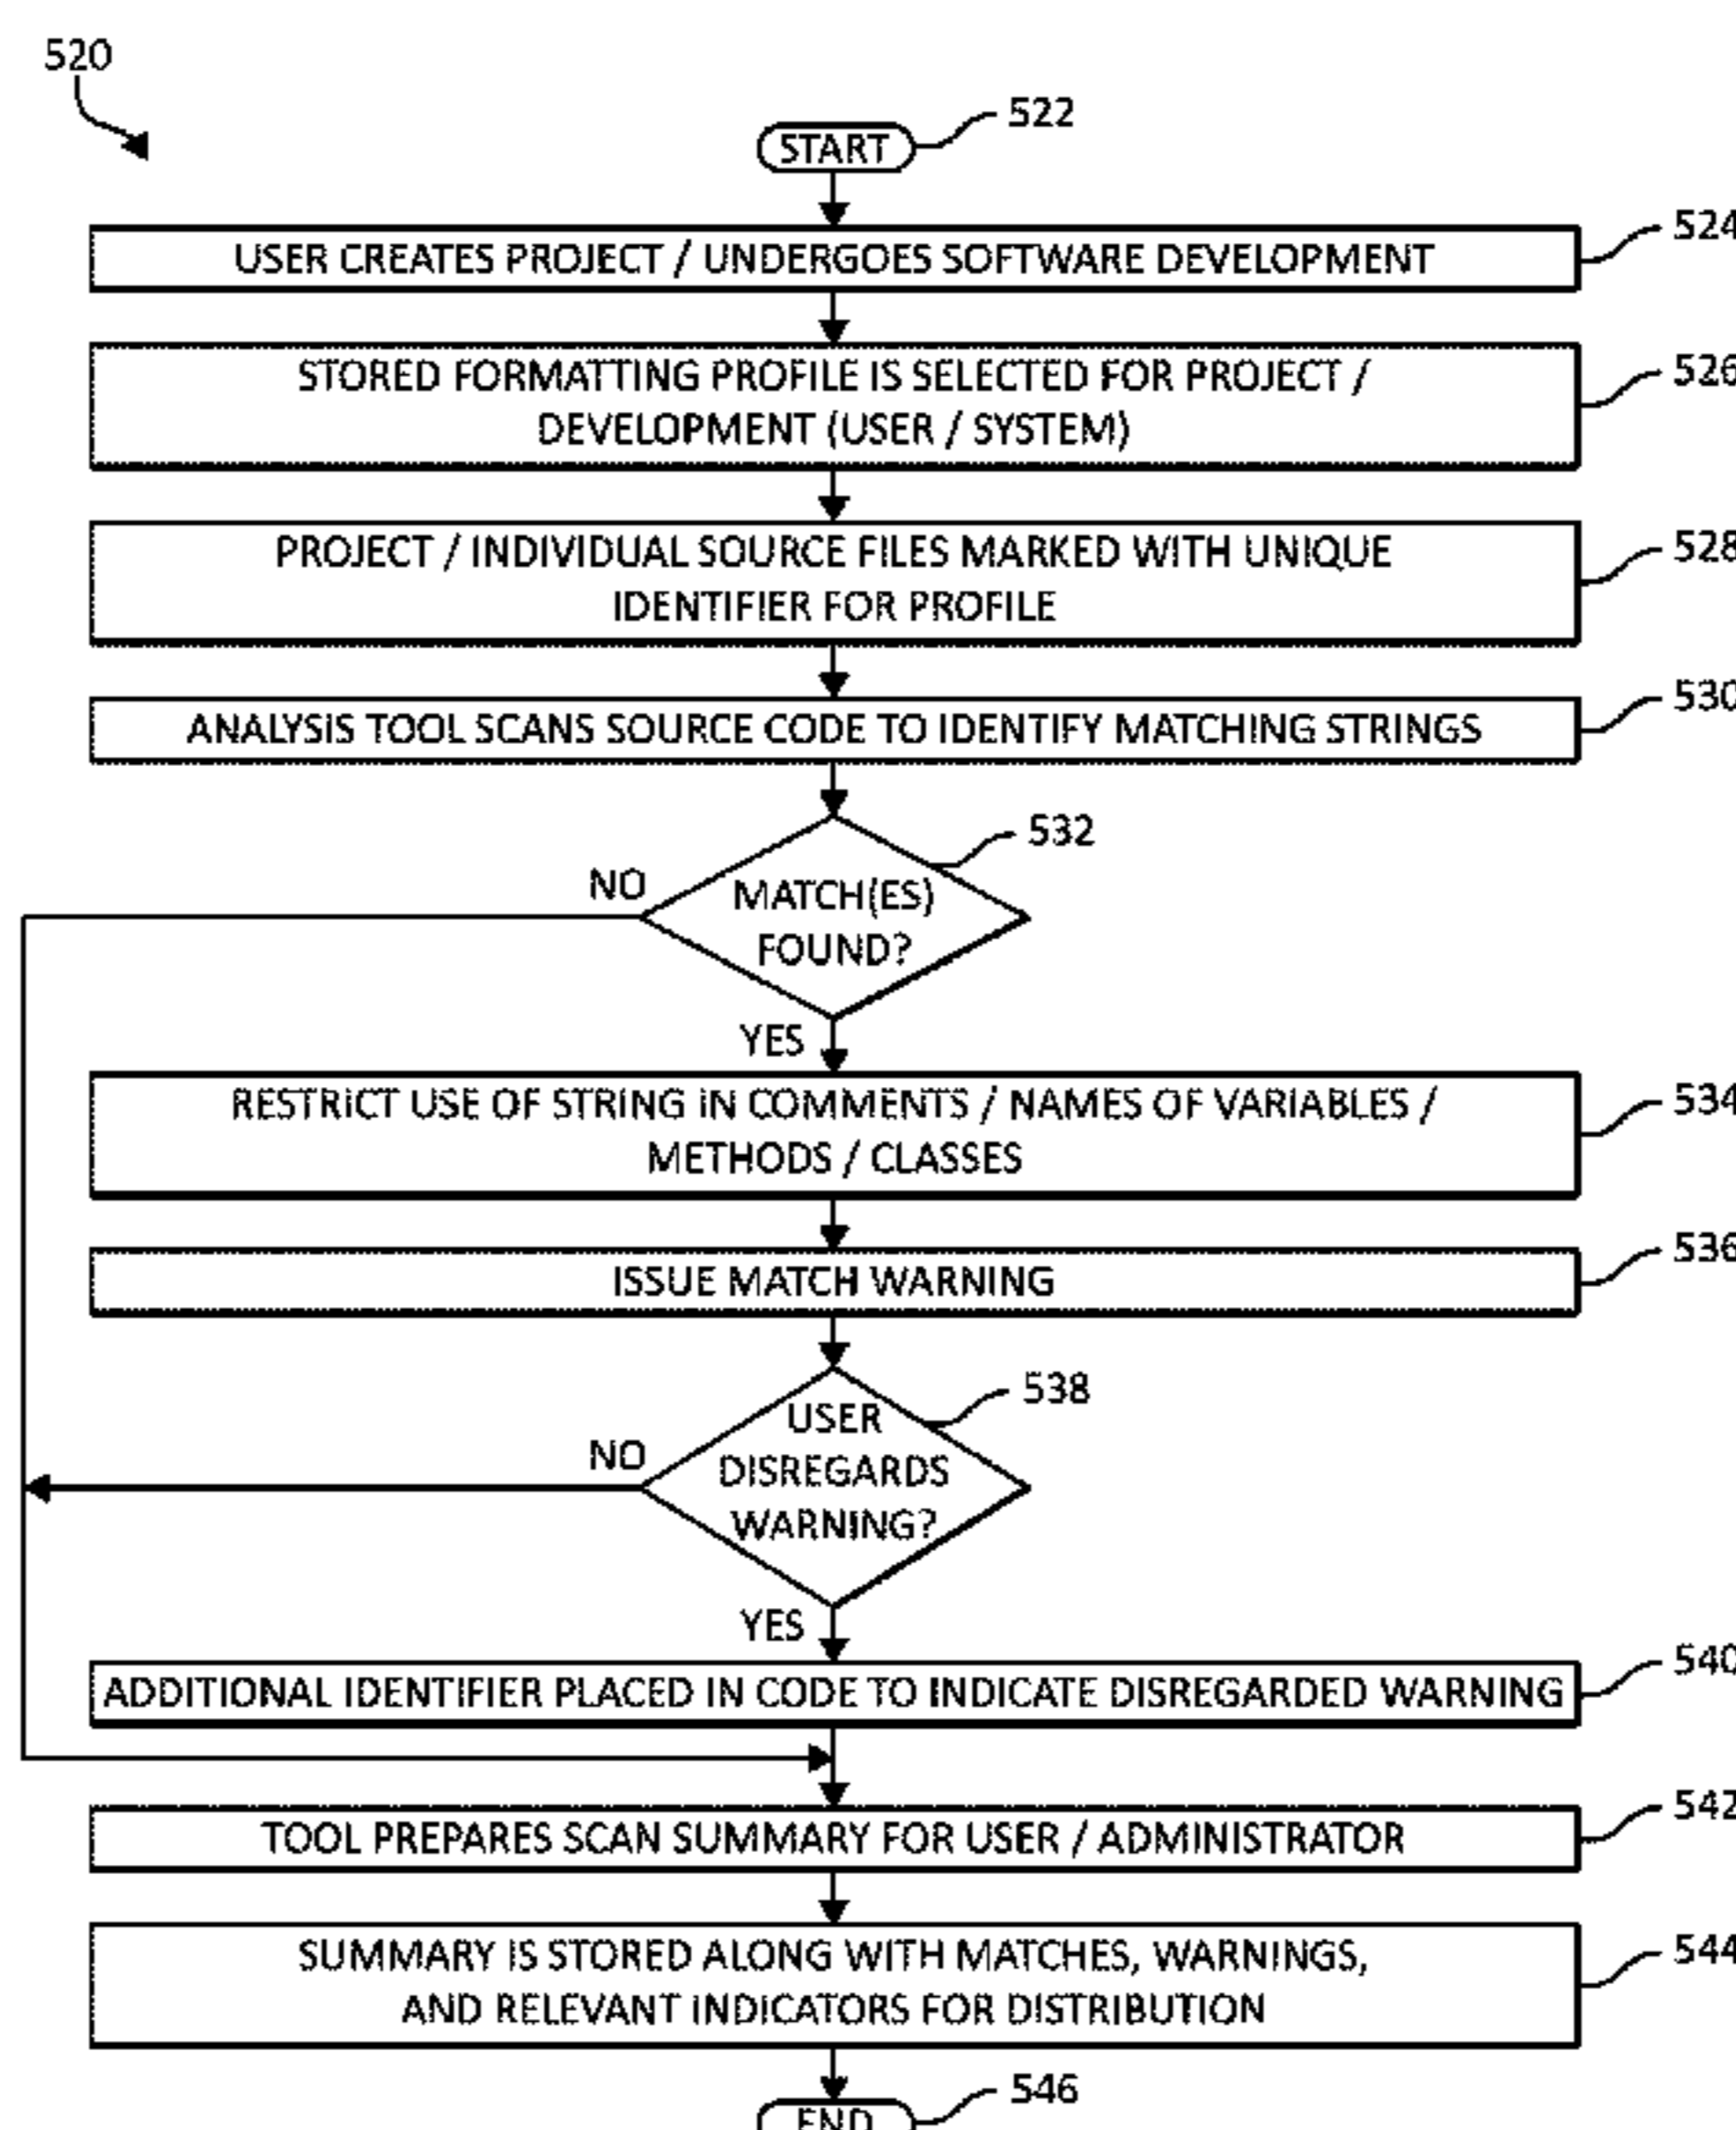 520
START
522
USER CREATES PROJECT / UNDERGOES SOFTWARE DEVELOPMENT
524
STORED FORMATTING PROFILE IS SELECTED FOR PROJECT /
DEVELOPMENT (USER / SYSTEM)
526
PROJECT / INDIVIDUAL SOURCE FILES MARKED WITH UNIQUE
IDENTIFIER FOR PROFILE
528
ANALYSIS TOOL SCANS SOURCE CODE TO IDENTIFY MATCHING STRINGS
530
532
NO
MATCH(ES)
FOUND?
YES
RESTRICT USE OF STRING IN COMMENTS / NAMES OF VARIABLES /
METHODS / CLASSES
534
ISSUE MATCH WARNING
536
538
NO
USER
DISREGARDS
WARNING?
YES
ADDITIONAL IDENTIFIER PLACED IN CODE TO INDICATE DISREGARDED WARNING
540
TOOL PREPARES SCAN SUMMARY FOR USER / ADMINISTRATOR
542
SUMMARY IS STORED ALONG WITH MATCHES, WARNINGS,
AND RELEVANT INDICATORS FOR DISTRIBUTION
544
END
546